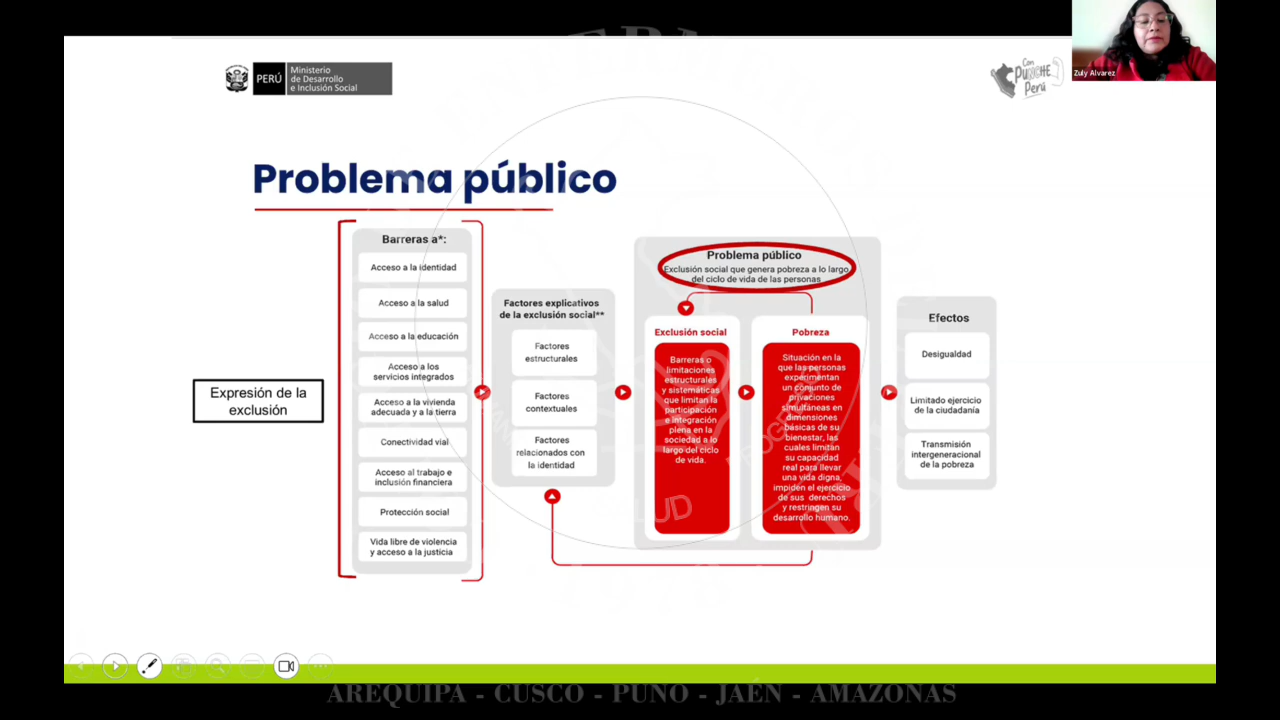 PERÚ
Ministerio
de Desarrollo
e Inclusión Social
Con
PUNCHE
Perú
Zuly Alvarez
Problema público
Expresión de la
exclusión
Barreras a*:
Acceso a la identidad
Acceso a la salud
Acceso a la educación
Acceso a los
servicios integrados
Acceso a la vivienda
adecuada y a la tierra
Conectividad vial
Acceso al trabajo e
inclusión financiera
Protección social
Vida libre de violencia
y acceso a la justicia
Factores explicativos
de la exclusión social**
Factores
estructurales
Factores
contextuales
Factores
relacionados con
la identidad
Problema público
Exclusión social que genera pobreza a lo largo
del ciclo de vida de las personas
Exclusión social
Barreras o
limitaciones
estructurales
y sistemáticas
que limitan la
participación
e integración
plena en la
sociedad a lo
largo del ciclo
de vida.
Pobreza
Situación en la
que las personas
experimentan
un conjunto de
privaciones
simultáneas en
dimensiones
básicas de su
bienestar, las
cuales limitan
su capacidad
real para llevar
una vida digna,
impiden el ejercicio
de sus derechos
y restringen su
desarrollo humano.
Efectos
Desigualdad
Limitado ejercicio
de la ciudadanía
Transmisión
intergeneracional
de la pobreza
AREQUIPA - CUSCO - PUNO - JAÉN - AMAZONAS